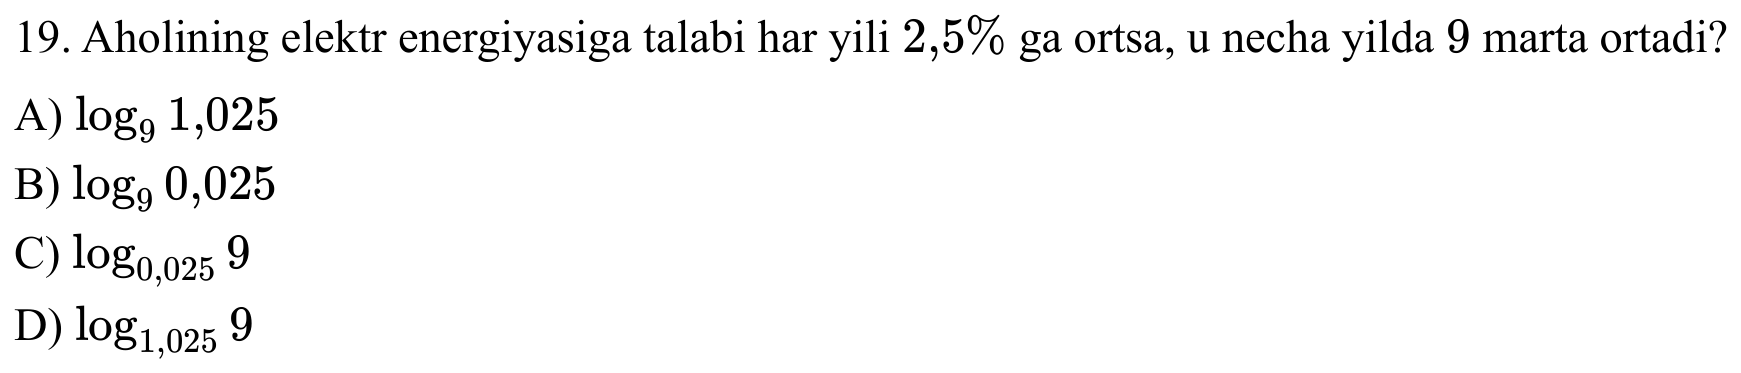 19. Aholining elektr energiyasiga talabi har yili 2,5% ga ortsa, u necha yilda 9 marta ortadi?
A) log₉ 1,025
B) log₉ 0,025
C) log₀,₀₂₅ 9
D) log₁,₀₂₅ 9